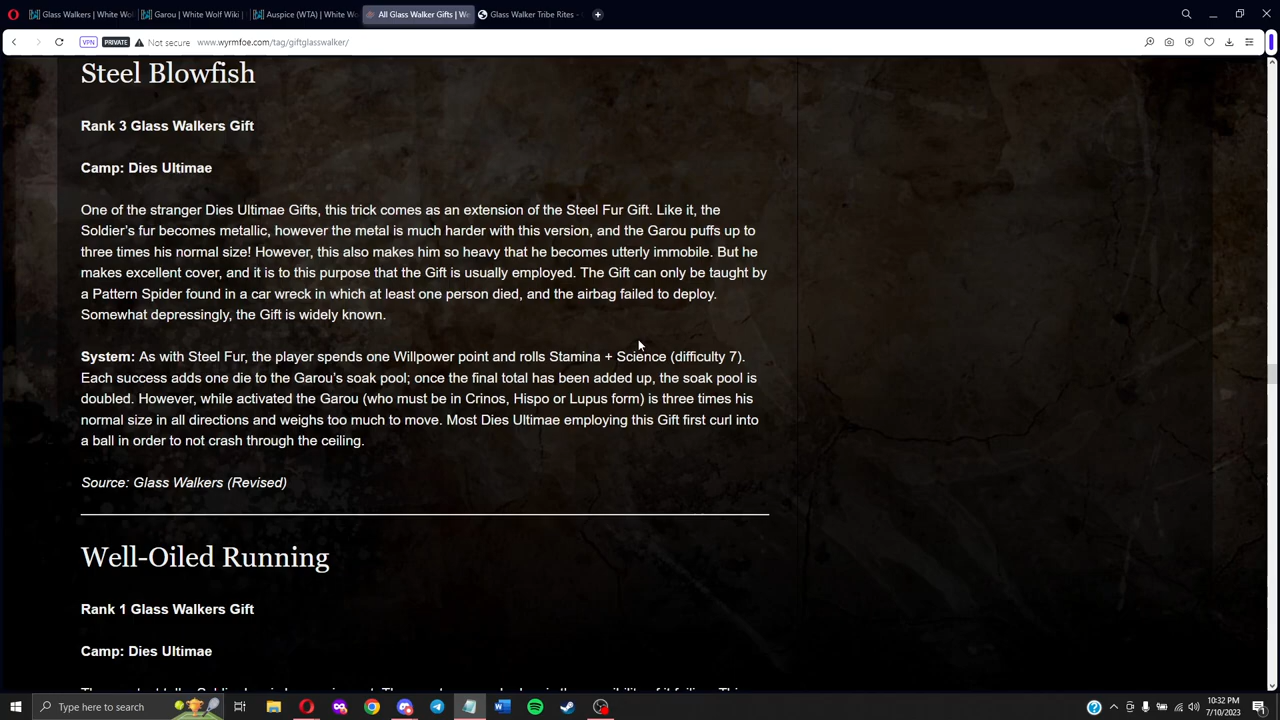 Glass Walkers | White Wol
Garou | White Wolf Wiki |
Auspice (WTA) | White Wo
All Glass Walker Gifts | W
Glass Walker Tribe Rites -
VPN PRIVATE Not secure www.wyrmfoe.com/tag/giftglasswalker/
Steel Blowfish
Rank 3 Glass Walkers Gift
Camp: Dies Ultimae
One of the stranger Dies Ultimae Gifts, this trick comes as an extension of the Steel Fur Gift. Like it, the
Soldier's fur becomes metallic, however the metal is much harder with this version, and the Garou puffs up to
three times his normal size! However, this also makes him so heavy that he becomes utterly immobile. But he
makes excellent cover, and it is to this purpose that the Gift is usually employed. The Gift can only be taught by
a Pattern Spider found in a car wreck in which at least one person died, and the airbag failed to deploy.
Somewhat depressingly, the Gift is widely known.
System: As with Steel Fur, the player spends one Willpower point and rolls Stamina + Science (difficulty 7).
Each success adds one die to the Garou's soak pool; once the final total has been added up, the soak pool is
doubled. However, while activated the Garou (who must be in Crinos, Hispo or Lupus form) is three times his
normal size in all directions and weighs too much to move. Most Dies Ultimae employing this Gift first curl into
a ball in order to not crash through the ceiling.
Source: Glass Walkers (Revised)
Well-Oiled Running
Rank 1 Glass Walkers Gift
Camp: Dies Ultimae
Type here to search
10:32 PM
7/10/2023